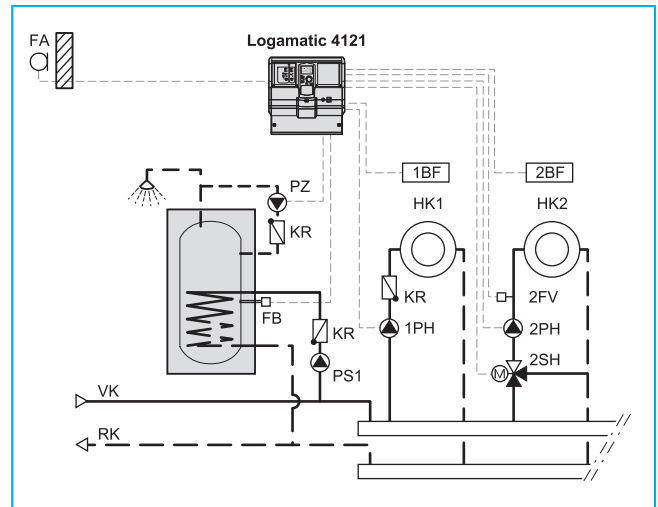 FA
Logamatic 4121
1BF
2BF
PZ
HK1
HK2
KR
KR
2FV
FB
KR
1PH
2PH
2SH
M
PS1
VK
RK